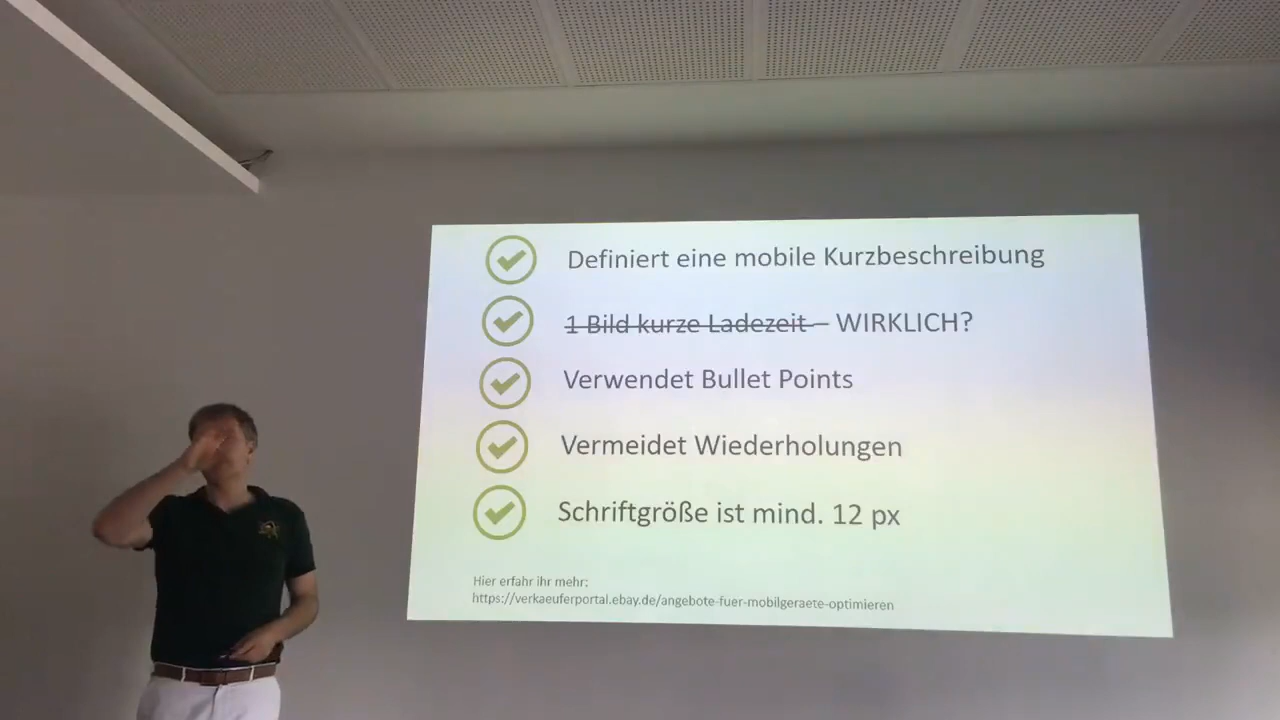 Definiert eine mobile Kurzbeschreibung
1 Bild kurze Ladezeit – WIRKLICH?
Verwendet Bullet Points
Vermeidet Wiederholungen
Schriftgröße ist mind. 12 px
Hier erfahr ihr mehr:
https://verkaeuferportal.ebay.de/angebote-fuer-mobilgeraete-optimieren